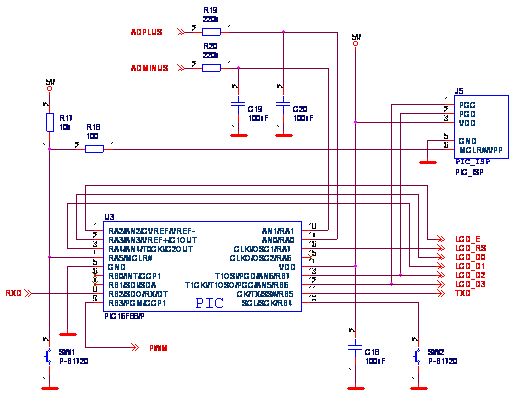 R19
220k
ADPLUS
R20
220k
ADMINUS
5V
5V
J5
C19
100nF
C20
100nF
PGC
PGD
VDD
GND
MCLR#/VPP
PIC_ISP
PIC_ISP
R17
10k
R18
100
U3
RA2/AN2/CVREF/VREF-
RA3/AN3/VREF+/C1OUT
RA4/AN4/T0CKI/C2OUT
RA5/MCLR#
GND
RB0/INT/CCP1
RB1/SDI/SDA
RB2/SDO/RX/DT
RB3/PGM/CCP1
AN1/RA1
AN0/RA0
CLKI/OSC1/RA7
CLKO/OSC2/RA6
VDD
T1OSI/PGD/AN6/RB7
T1CKI/T1OSO/PGC/AN5/RB6
CK/TX/SS#/RB5
SCL/SCK/RB4
PIC
PIC16F88/P
LCD_E
LCD_RS
LCD_D0
LCD_D1
LCD_D2
LCD_D3
TXD
RXD
PWM
SW1
P-B1720
C18
100nF
SW2
P-B1720